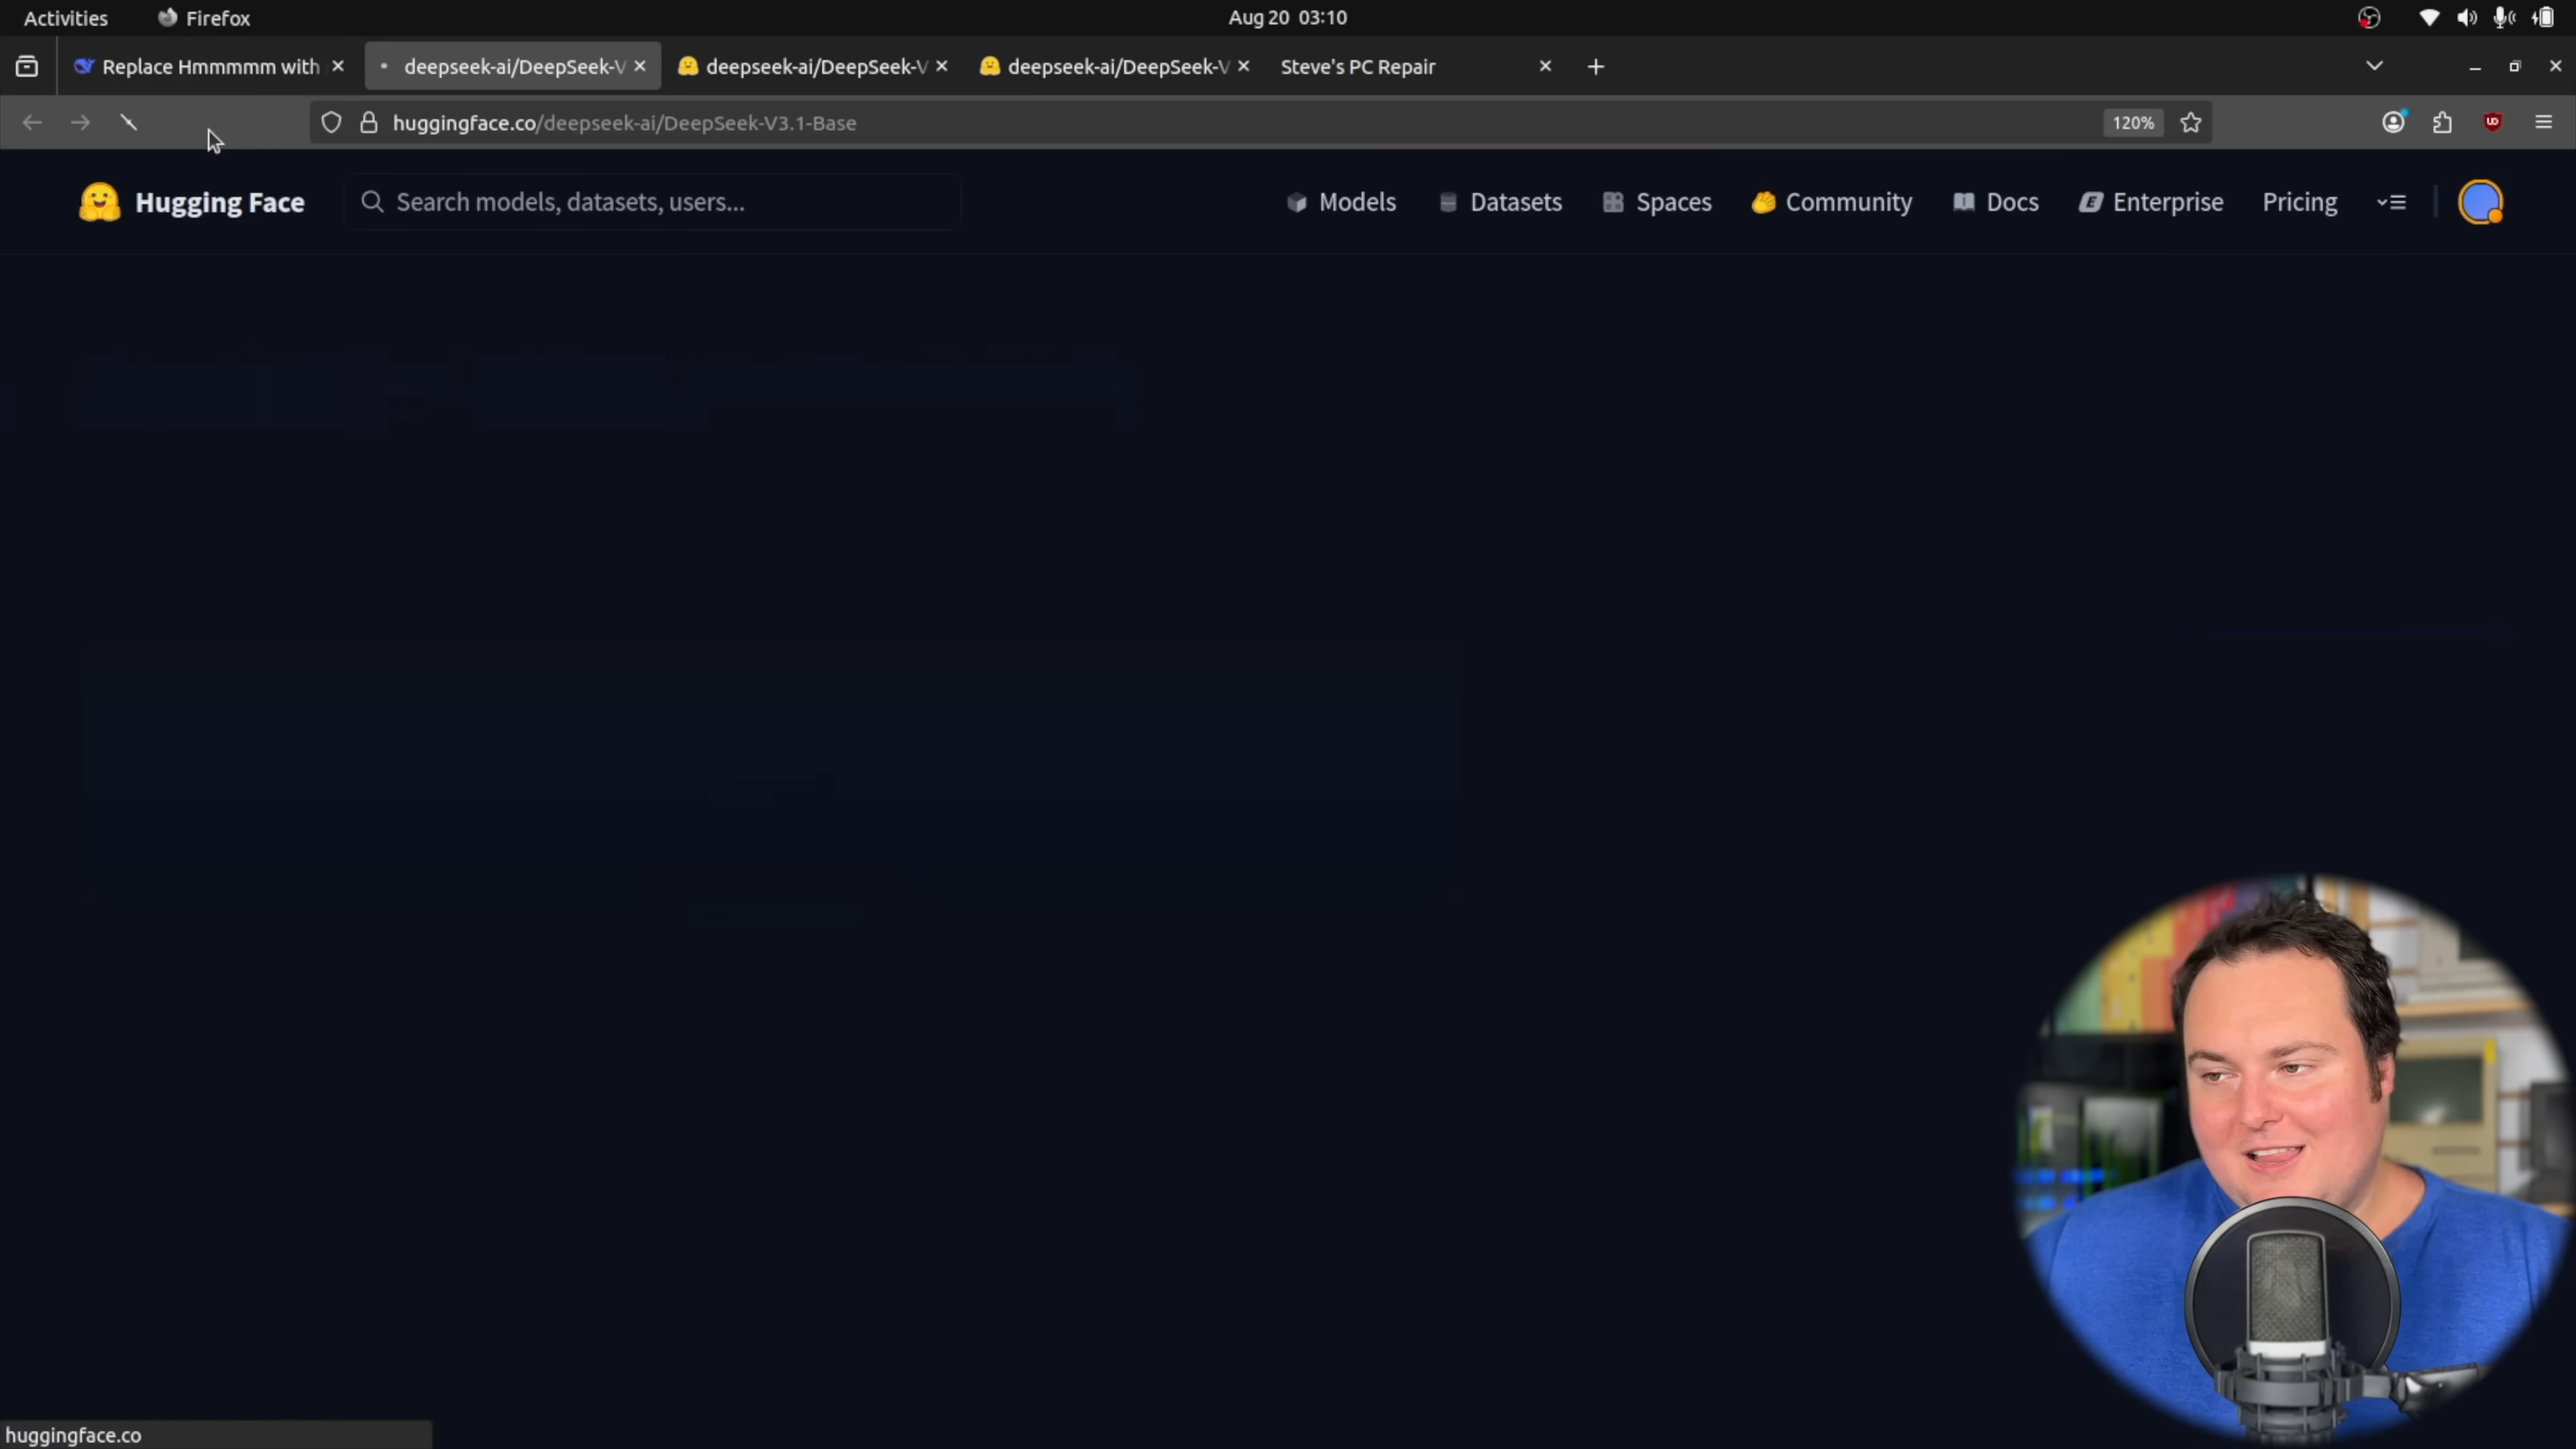 Activities Firefox Aug 20 03:10
Replace Hmmmmm with deepseek-ai/DeepSeek-V deepseek-ai/DeepSeek-V deepseek-ai/DeepSeek-V Steve's PC Repair
huggingface.co/deepseek-ai/DeepSeek-V3.1-Base 120%
Hugging Face Search models, datasets, users... Models Datasets Spaces Community Docs Enterprise Pricing
huggingface.co